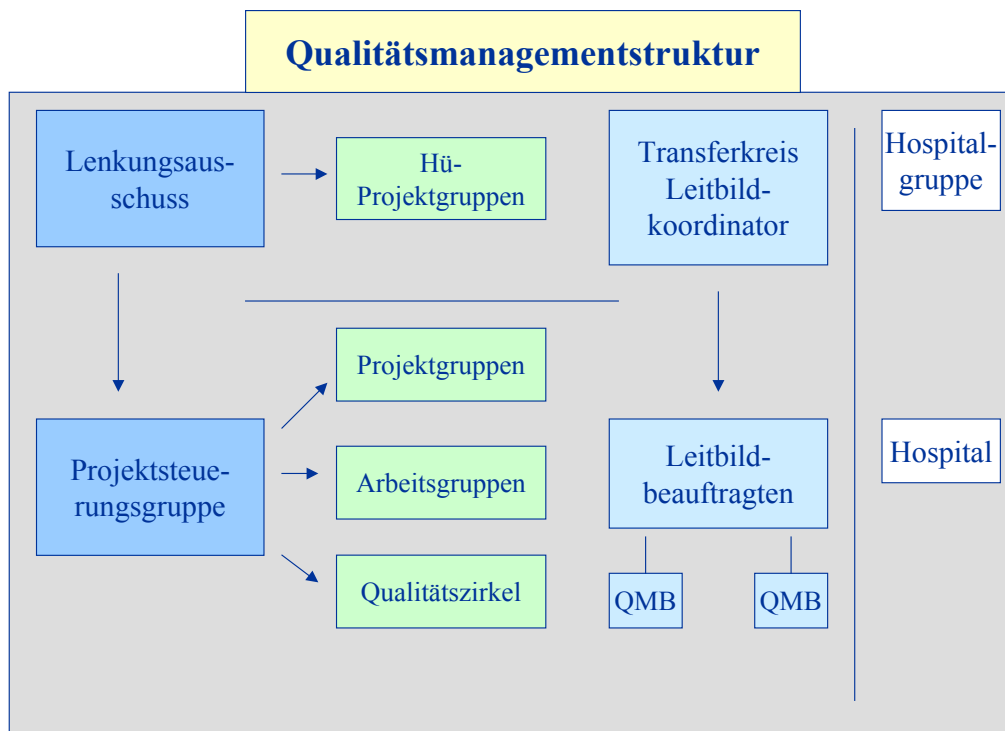 Qualitätsmanagementstruktur
Lenkungsaus-
schuss
Hü-
Projektgruppen
Transferkreis
Leitbild-
koordinator
Hospital-
gruppe
Projektgruppen
Projektsteue-
rungsgruppe
Arbeitsgruppen
Leitbild-
beauftragten
Hospital
Qualitätszirkel
QMB
QMB